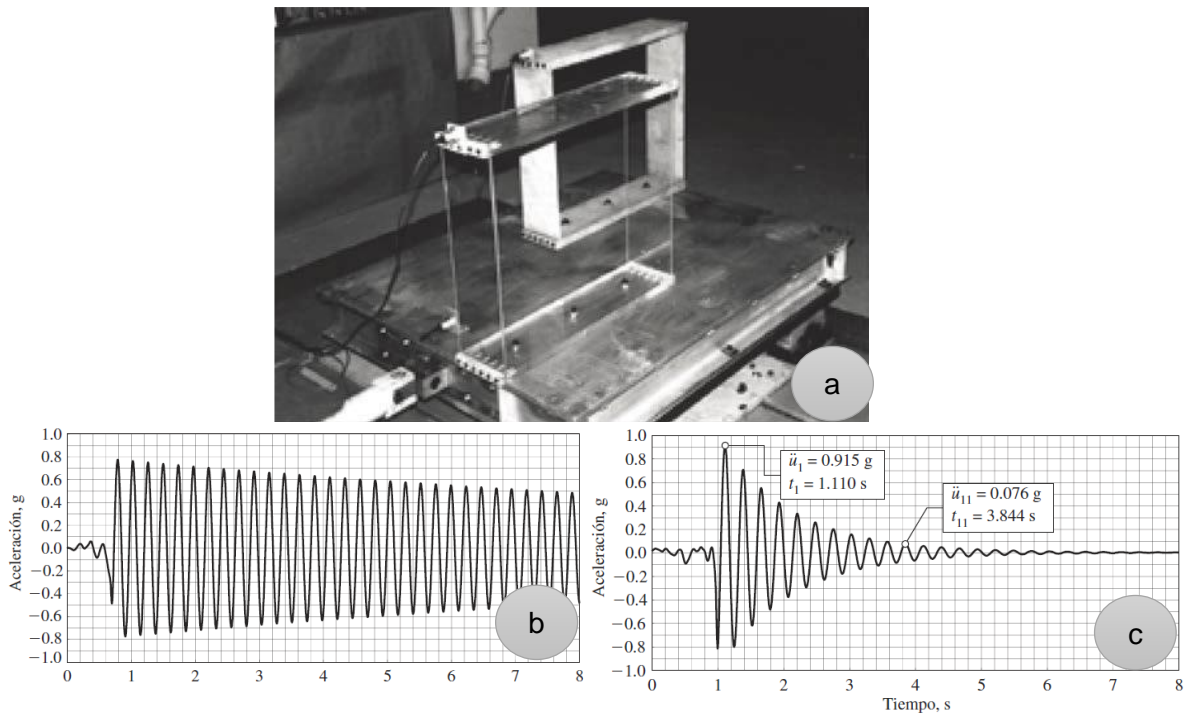 a
1.0
0.8
0.6
0.4
0.2
0.0
−0.2
−0.4
−0.6
−0.8
−1.0
Aceleración, g
0 1 2 3 4 5 6 7 8
b
1.0
0.8
0.6
0.4
0.2
0.0
−0.2
−0.4
−0.6
−0.8
−1.0
Aceleración, g
ü₁ = 0.915 g
t₁ = 1.110 s
ü₁₁ = 0.076 g
t₁₁ = 3.844 s
0 1 2 3 4 5 6 7 8
Tiempo, s
c